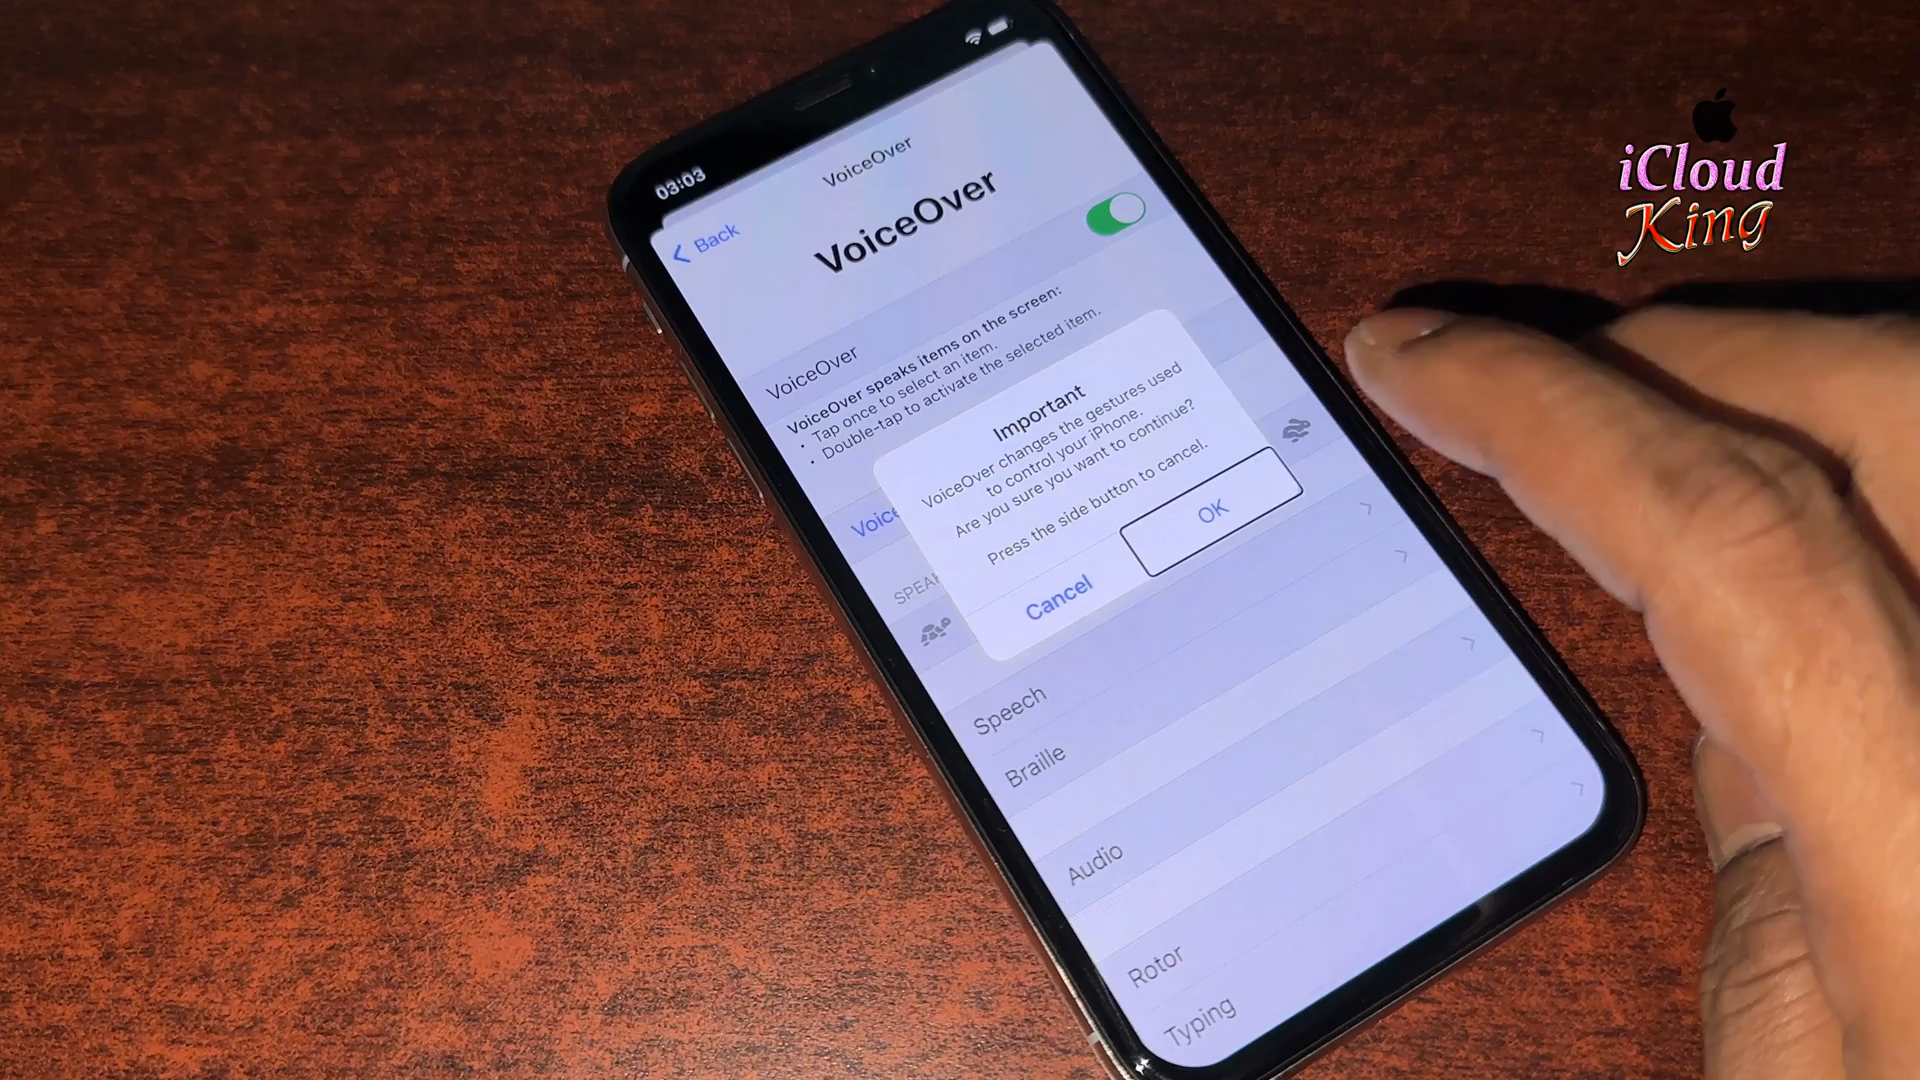 03:03
VoiceOver
Back
VoiceOver
VoiceOver
VoiceOver speaks items on the screen:
• Tap once to select an item.
• Double-tap to activate the selected item.
Important
VoiceOver changes the gestures used
to control your iPhone.
Are you sure you want to continue?
Press the side button to cancel.
Cancel
OK
Voice
SPEAK
Speech
Braille
Audio
Rotor
Typing
iCloud
King